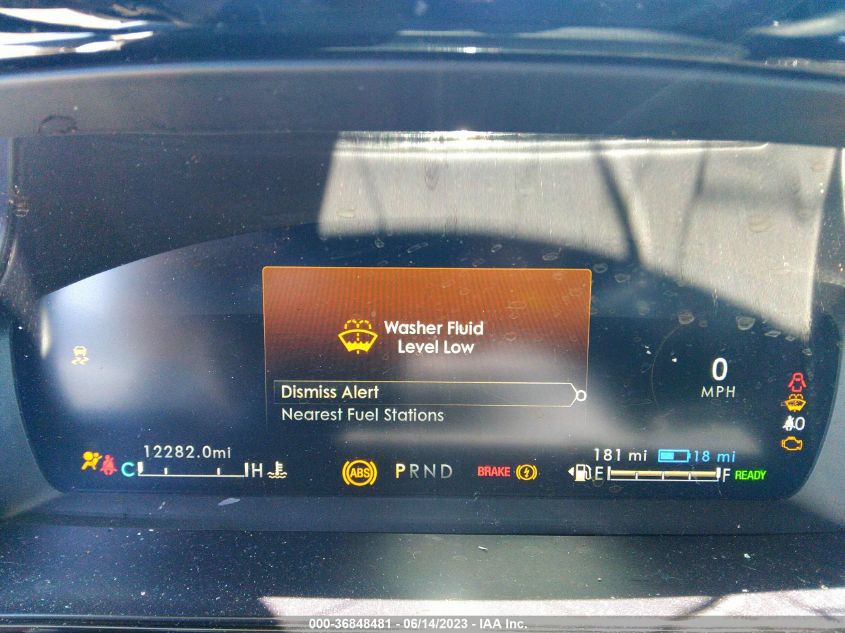 Washer Fluid
Level Low
Dismiss Alert
Nearest Fuel Stations
0
MPH
0
12282.0mi
C H
ABS
PRND
BRAKE
181 mi 18 mi
E F READY
000-36848481 - 06/14/2023 - IAA Inc.